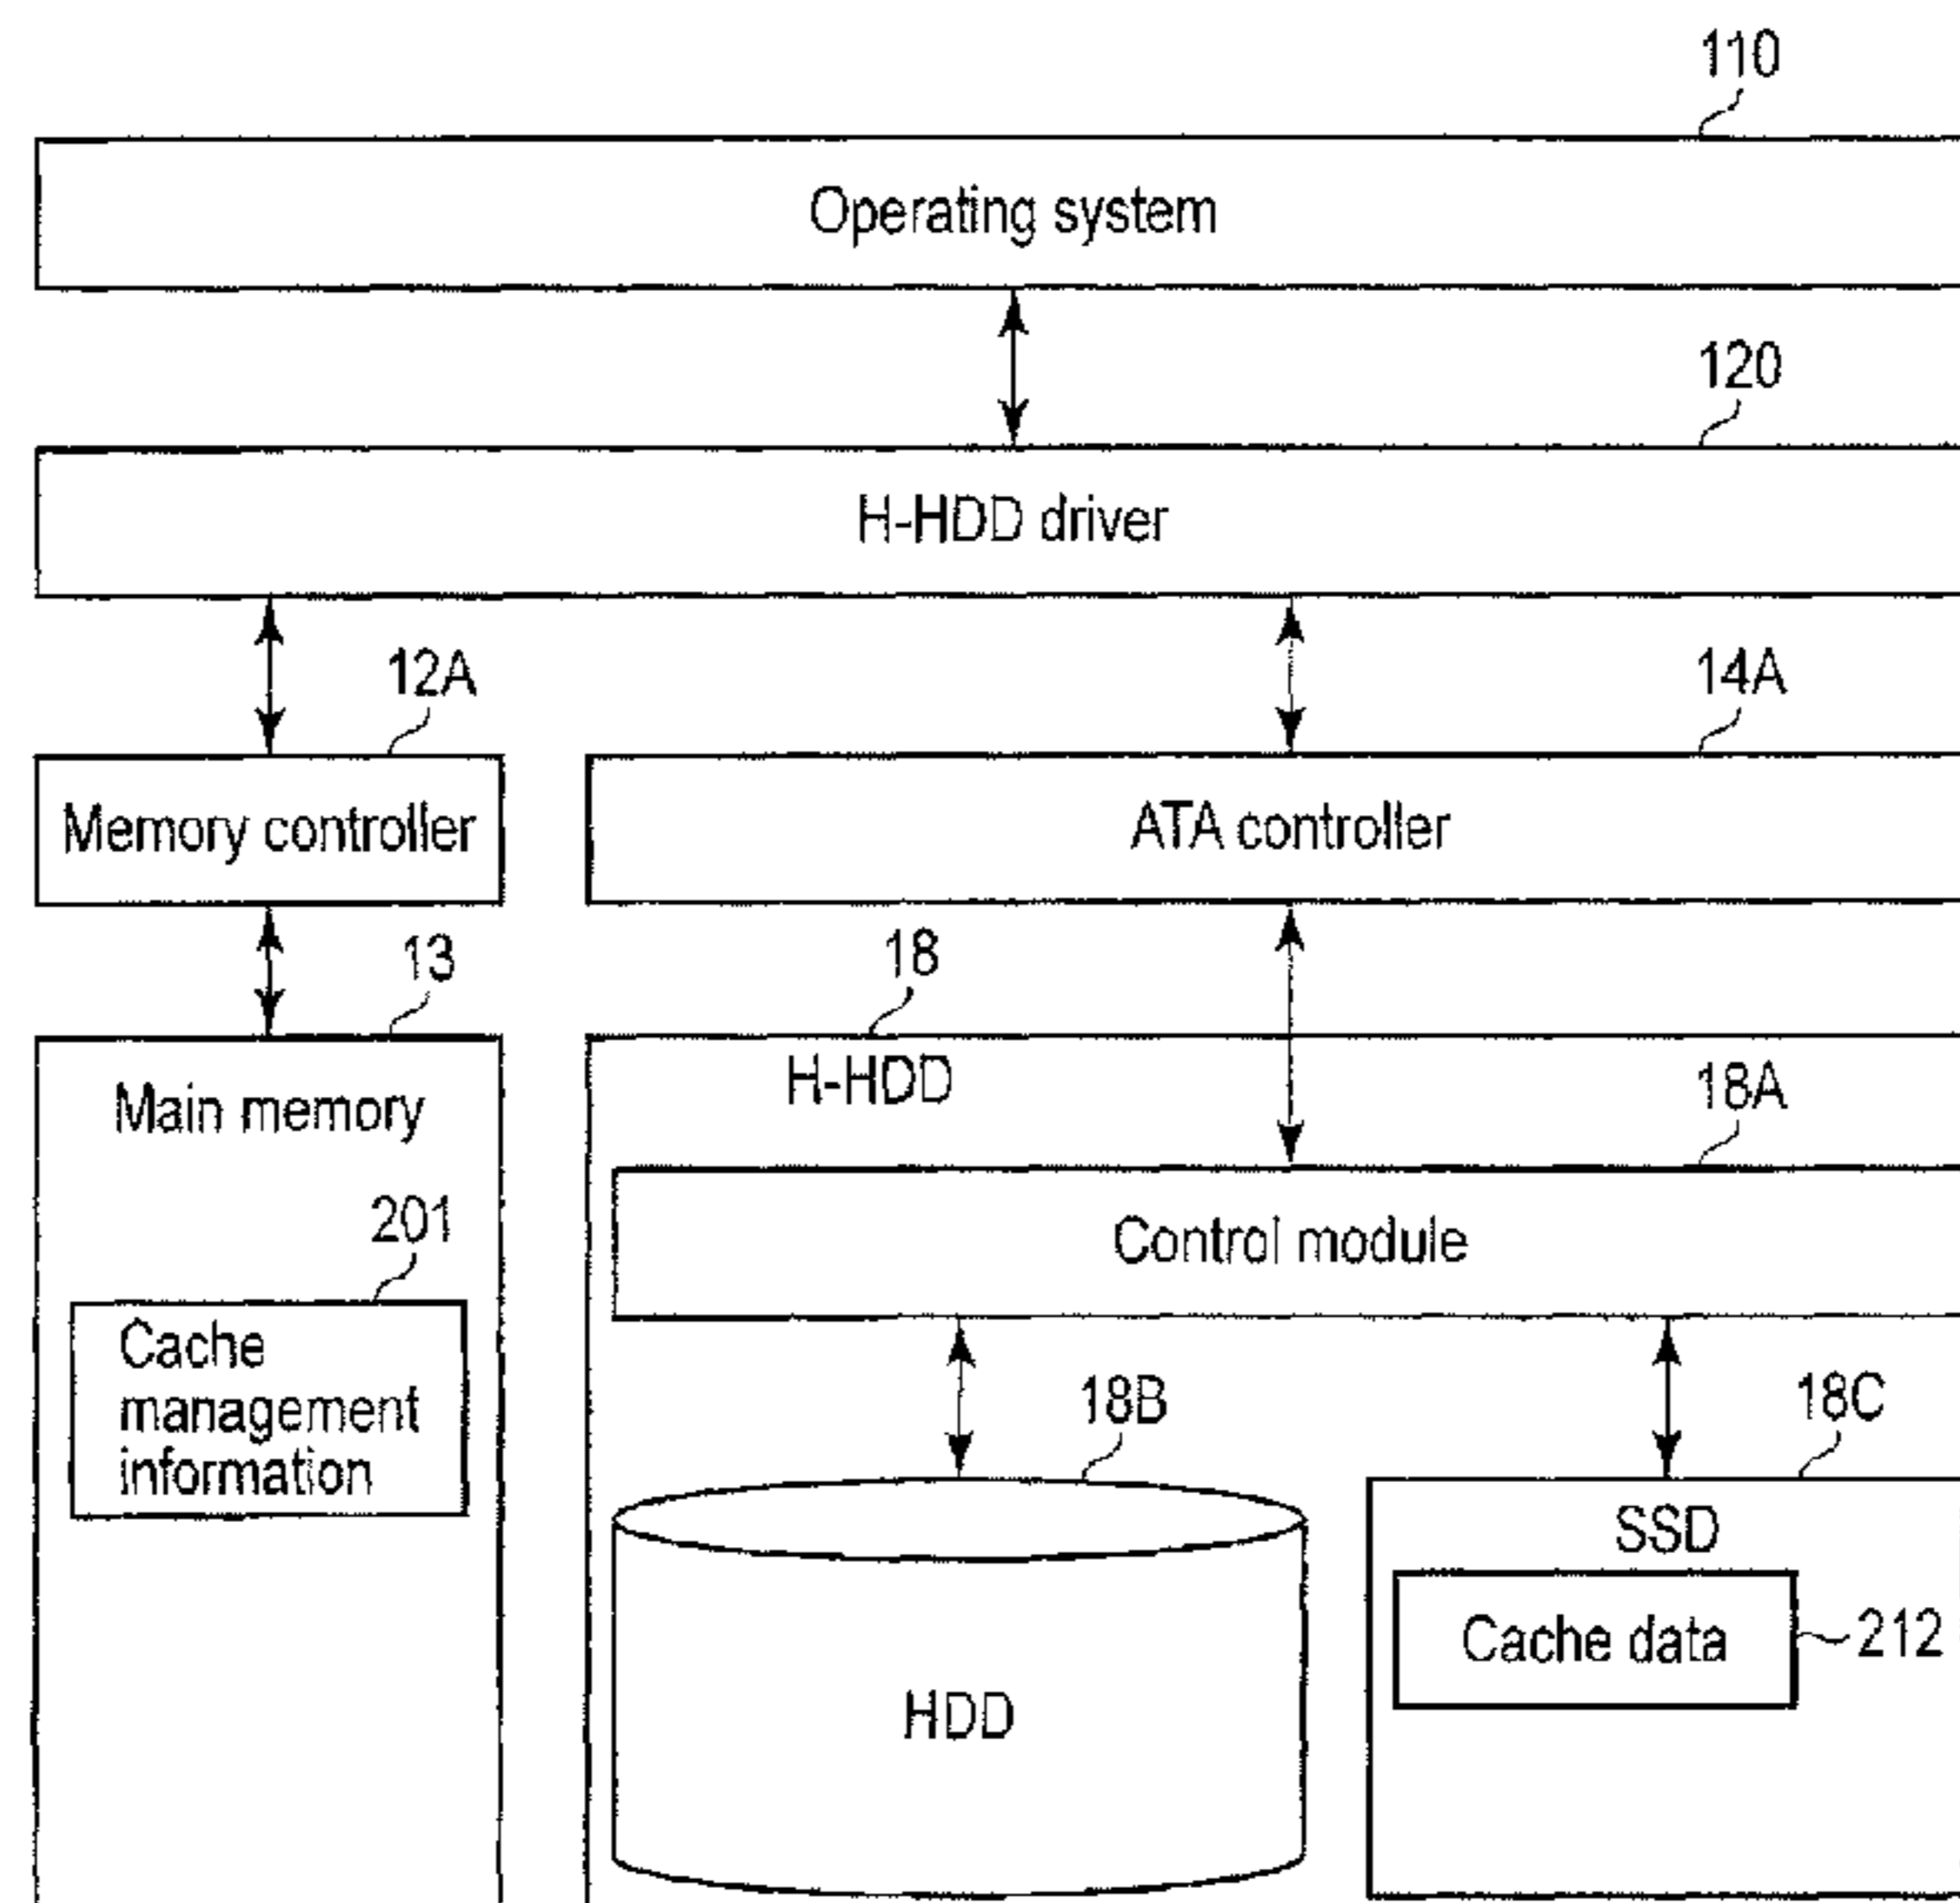 110
Operating system
120
H-HDD driver
12A
14A
Memory controller
ATA controller
13
18
Main memory
H-HDD
18A
Control module
201
Cache
management
information
18B
18C
HDD
SSD
Cache data
212